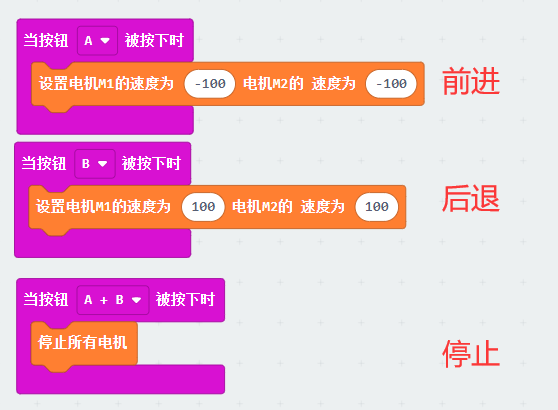 当按钮 A 被按下时
设置电机M1的速度为 -100 电机M2的 速度为 -100 前进
当按钮 B 被按下时
设置电机M1的速度为 100 电机M2的 速度为 100 后退
当按钮 A + B 被按下时
停止所有电机 停止